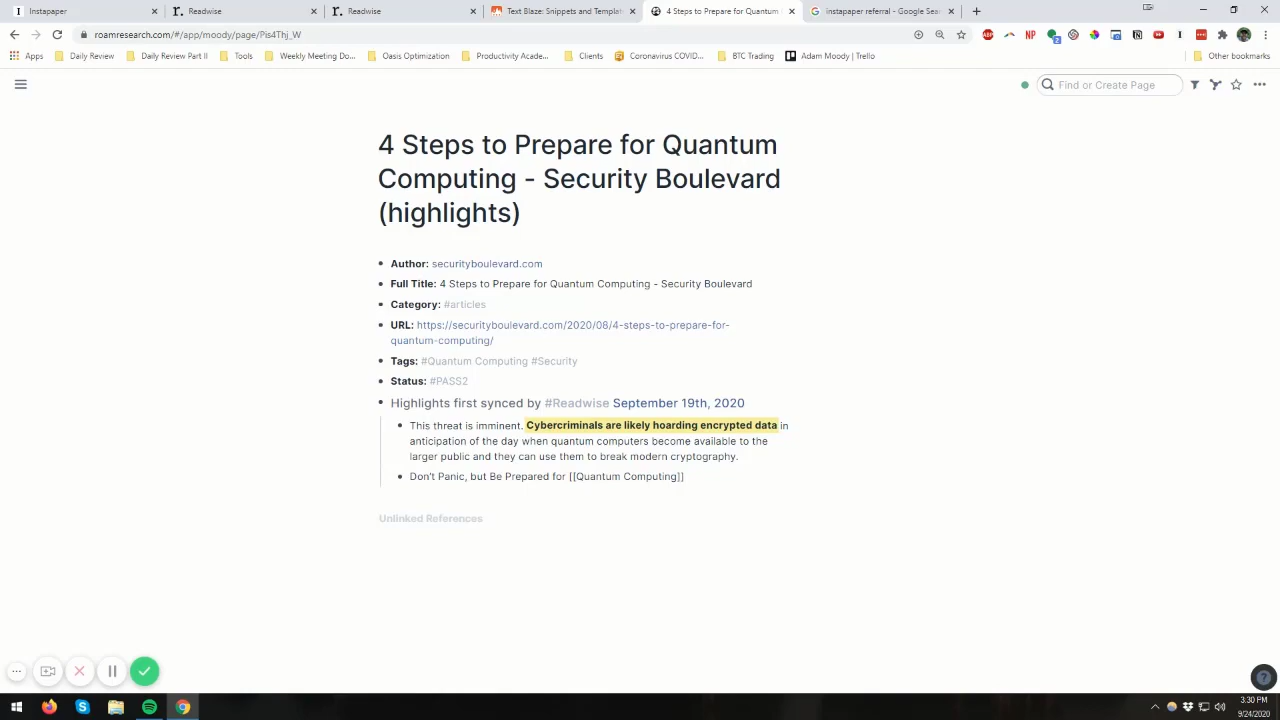 Instapaper
Readwise
Readwise
Text Blaze: Snippets and Templat
4 Steps to Prepare for Quantum
instapaper referral - Google Sea
roamresearch.com/#/app/moody/page/Pis4Thj_W
Apps
Daily Review
Daily Review Part II
Tools
Weekly Meeting Do...
Oasis Optimization
Productivity Acade...
Clients
Coronavirus COVID...
BTC Trading
Adam Moody | Trello
Other bookmarks
Find or Create Page
4 Steps to Prepare for Quantum
Computing - Security Boulevard
(highlights)
Author: securityboulevard.com
Full Title: 4 Steps to Prepare for Quantum Computing - Security Boulevard
Category: #articles
URL: https://securityboulevard.com/2020/08/4-steps-to-prepare-for-
quantum-computing/
Tags: #Quantum Computing #Security
Status: #PASS2
Highlights first synced by #Readwise September 19th, 2020
This threat is imminent. Cybercriminals are likely hoarding encrypted data in
anticipation of the day when quantum computers become available to the
larger public and they can use them to break modern cryptography.
Don't Panic, but Be Prepared for [[Quantum Computing]]
Unlinked References
3:30 PM
9/24/2020